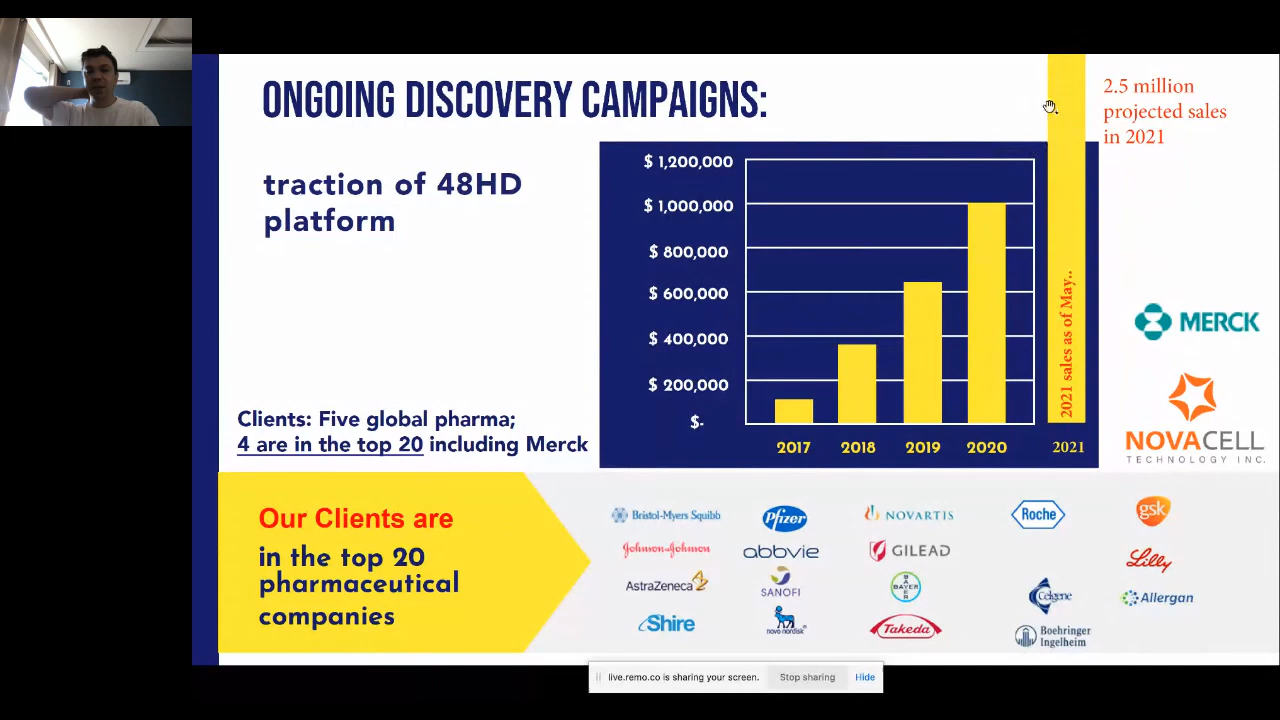 ONGOING DISCOVERY CAMPAIGNS:
2.5 million
projected sales
in 2021
traction of 48HD
platform
$ 1,200,000
$ 1,000,000
$ 800,000
$ 600,000
$ 400,000
$ 200,000
$-
2021 sales as of May..
2017 2018 2019 2020 2021
MERCK
NOVACELL
TECHNOLOGY INC.
Clients: Five global pharma;
4 are in the top 20 including Merck
Our Clients are
in the top 20
pharmaceutical
companies
Bristol-Myers Squibb Pfizer NOVARTIS Roche gsk
Johnson & Johnson abbvie GILEAD Lilly
AstraZeneca SANOFI BAYER BAYER Celgene Allergan
Shire novo nordisk Takeda Boehringer
Ingelheim
live.remo.co is sharing your screen. Stop sharing Hide